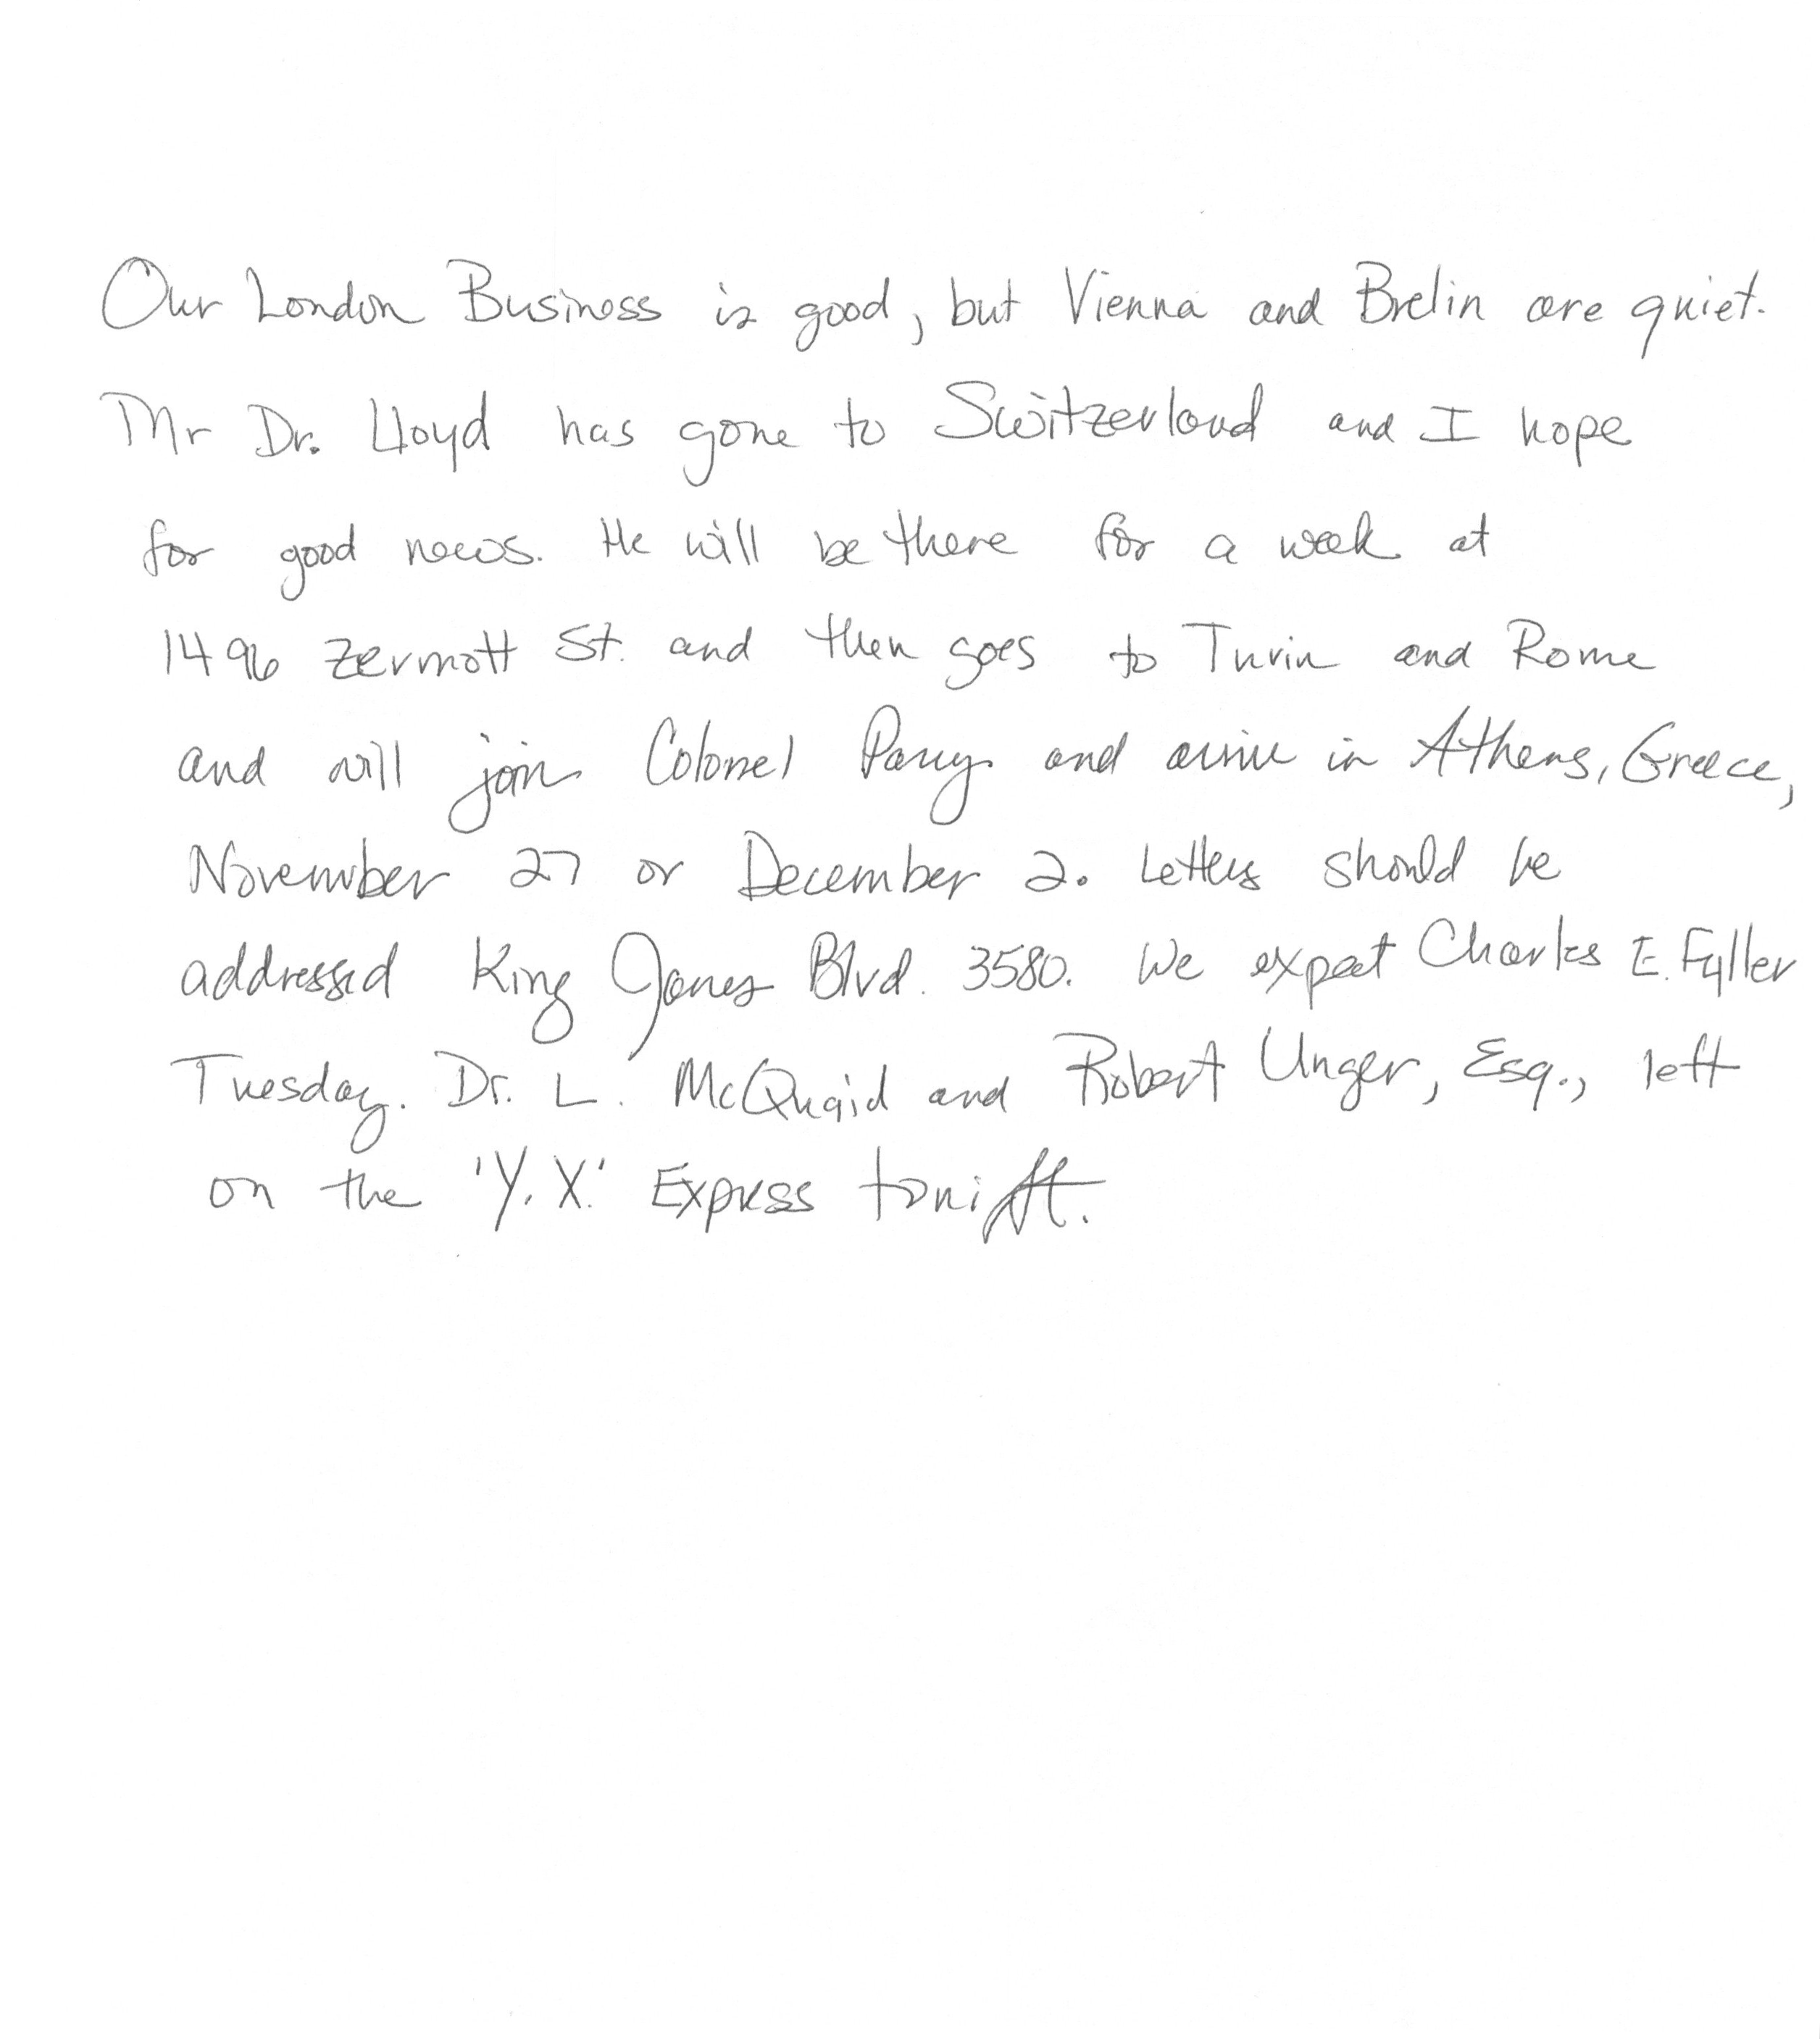 Our London Business is good, but Vienna and Brelin are quiet.
Mr Dr. Lloyd has gone to Switzerland and I hope
for good news. He will be there for a week at
1496 Zermott St. and then goes to Turin and Rome
and will join Colonel Parry and arrive in Athens, Greece,
November 27 or December 2. Letters should be
addressed King James Blvd. 3580. We expect Charles E. Fuller
Tuesday. Dr. L. McQuaid and Robert Unger, Esq., left
on the 'Y.X.' Express tonight.